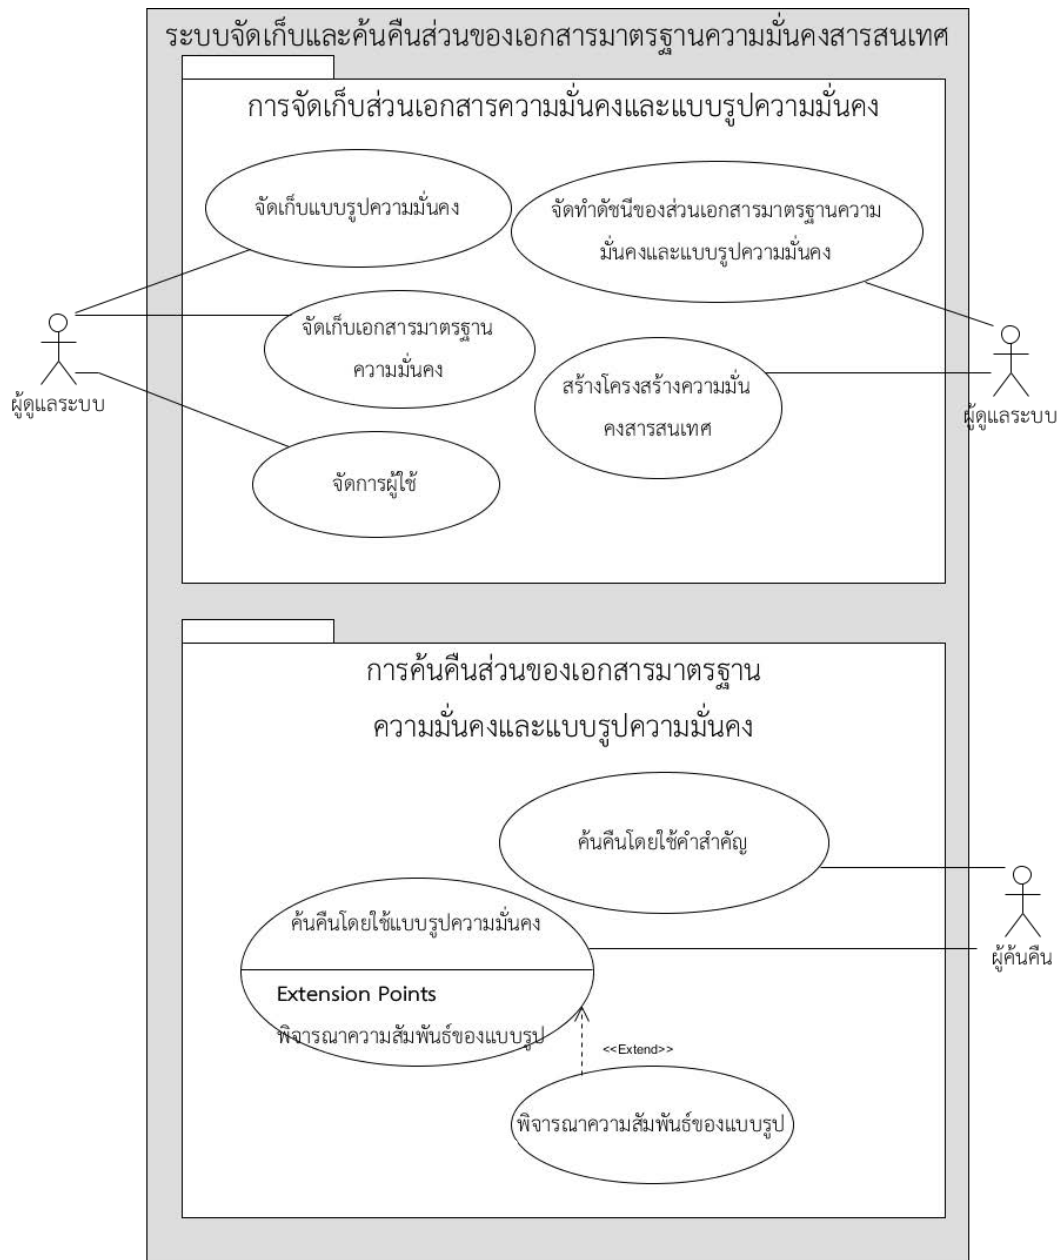 ระบบจัดเก็บและค้นคืนส่วนของเอกสารมาตรฐานความมั่นคงสารสนเทศ
การจัดเก็บส่วนเอกสารความมั่นคงและแบบรูปความมั่นคง
จัดเก็บแบบรูปความมั่นคง
จัดทำดัชนีของส่วนเอกสารมาตรฐานความ
มั่นคงและแบบรูปความมั่นคง
จัดเก็บเอกสารมาตรฐาน
ความมั่นคง
สร้างโครงสร้างความมั่น
คงสารสนเทศ
ผู้ดูแลระบบ
ผู้ดูแลระบบ
จัดการผู้ใช้
การค้นคืนส่วนของเอกสารมาตรฐาน
ความมั่นคงและแบบรูปความมั่นคง
ค้นคืนโดยใช้คำสำคัญ
ค้นคืนโดยใช้แบบรูปความมั่นคง
ผู้ค้นคืน
Extension Points
พิจารณาความสัมพันธ์ของแบบรูป
<<Extend>>
พิจารณาความสัมพันธ์ของแบบรูป